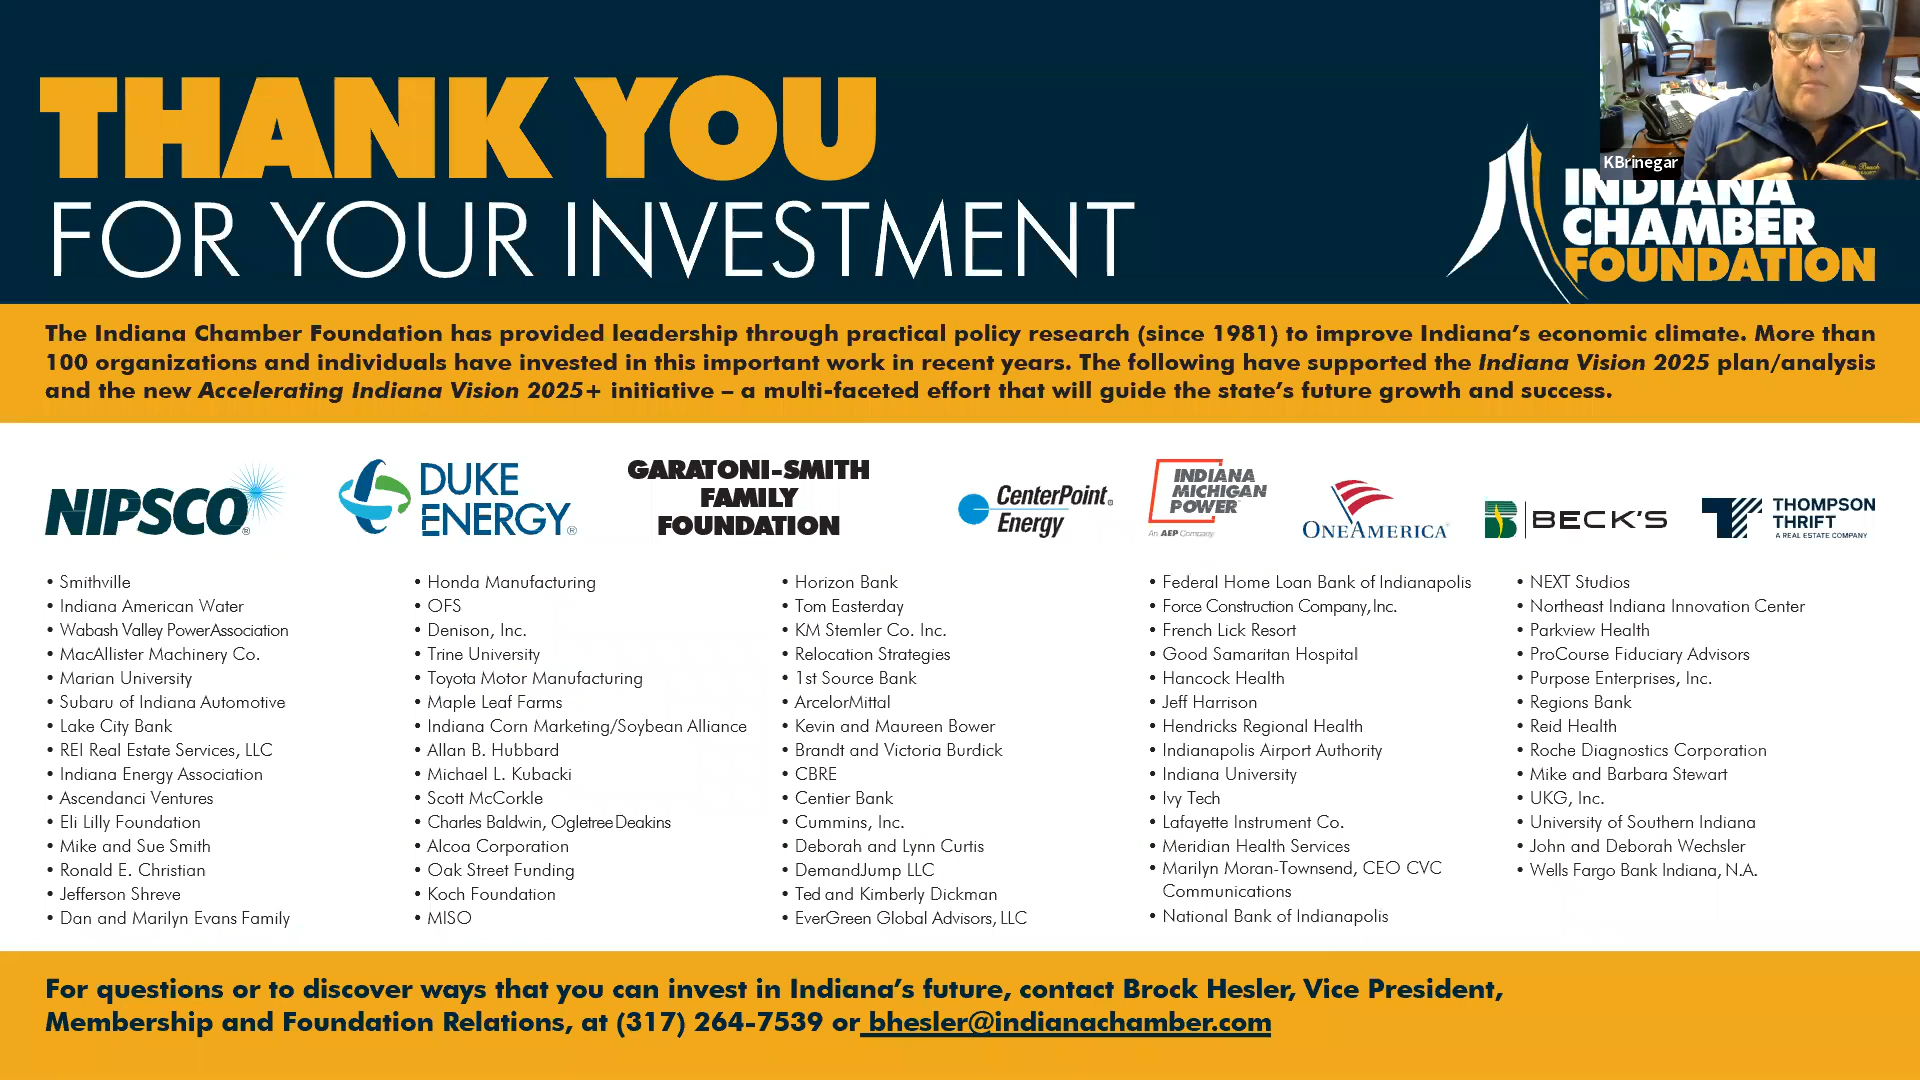 THANK YOU
FOR YOUR INVESTMENT
KBrinegar
INDIANA
CHAMBER
FOUNDATION
The Indiana Chamber Foundation has provided leadership through practical policy research (since 1981) to improve Indiana's economic climate. More than
100 organizations and individuals have invested in this important work in recent years. The following have supported the Indiana Vision 2025 plan/analysis
and the new Accelerating Indiana Vision 2025+ initiative – a multi-faceted effort that will guide the state's future growth and success.
NIPSCO®
DUKE
ENERGY®
GARATONI-SMITH
FAMILY
FOUNDATION
CenterPoint®
Energy
INDIANA
MICHIGAN
POWER
An AEP Company
ONEAMERICA®
BECK'S
THOMPSON
THRIFT
A REAL ESTATE COMPANY
• Smithville
• Indiana American Water
• Wabash Valley PowerAssociation
• MacAllister Machinery Co.
• Marian University
• Subaru of Indiana Automotive
• Lake City Bank
• REI Real Estate Services, LLC
• Indiana Energy Association
• Ascendanci Ventures
• Eli Lilly Foundation
• Mike and Sue Smith
• Ronald E. Christian
• Jefferson Shreve
• Dan and Marilyn Evans Family
• Honda Manufacturing
• OFS
• Denison, Inc.
• Trine University
• Toyota Motor Manufacturing
• Maple Leaf Farms
• Indiana Corn Marketing/Soybean Alliance
• Allan B. Hubbard
• Michael L. Kubacki
• Scott McCorkle
• Charles Baldwin, Ogletree Deakins
• Alcoa Corporation
• Oak Street Funding
• Koch Foundation
• MISO
• Horizon Bank
• Tom Easterday
• KM Stemler Co. Inc.
• Relocation Strategies
• 1st Source Bank
• ArcelorMittal
• Kevin and Maureen Bower
• Brandt and Victoria Burdick
• CBRE
• Centier Bank
• Cummins, Inc.
• Deborah and Lynn Curtis
• DemandJump LLC
• Ted and Kimberly Dickman
• EverGreen Global Advisors, LLC
• Federal Home Loan Bank of Indianapolis
• Force Construction Company, Inc.
• French Lick Resort
• Good Samaritan Hospital
• Hancock Health
• Jeff Harrison
• Hendricks Regional Health
• Indianapolis Airport Authority
• Indiana University
• Ivy Tech
• Lafayette Instrument Co.
• Meridian Health Services
• Marilyn Moran-Townsend, CEO CVC
Communications
• National Bank of Indianapolis
• NEXT Studios
• Northeast Indiana Innovation Center
• Parkview Health
• ProCourse Fiduciary Advisors
• Purpose Enterprises, Inc.
• Regions Bank
• Reid Health
• Roche Diagnostics Corporation
• Mike and Barbara Stewart
• UKG, Inc.
• University of Southern Indiana
• John and Deborah Wechsler
• Wells Fargo Bank Indiana, N.A.
For questions or to discover ways that you can invest in Indiana's future, contact Brock Hesler, Vice President,
Membership and Foundation Relations, at (317) 264-7539 or bhesler@indianachamber.com